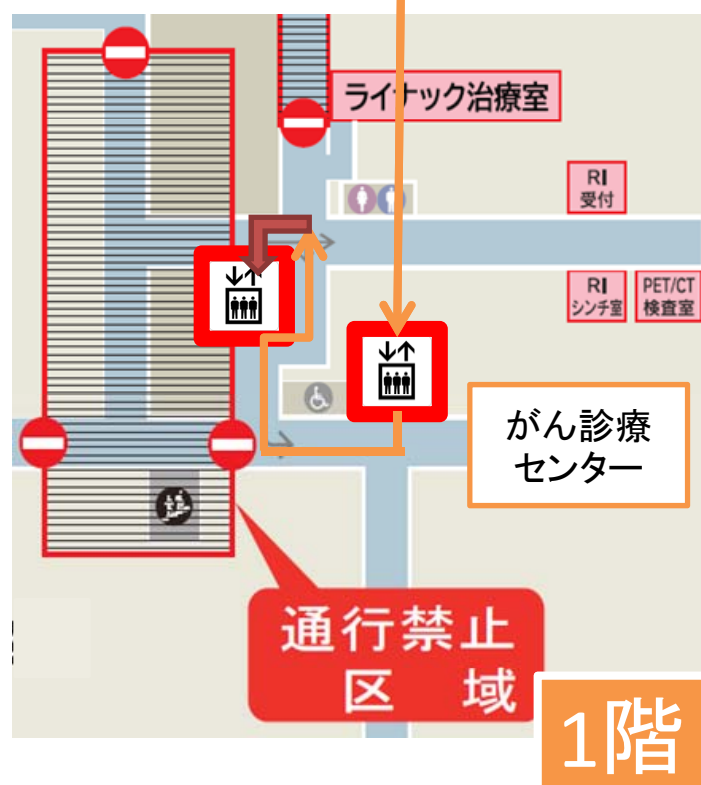 ライナック治療室
RI
受付
RI
シンチ室
PET/CT
検査室
がん診療
センター
通行禁止
区　域
1階